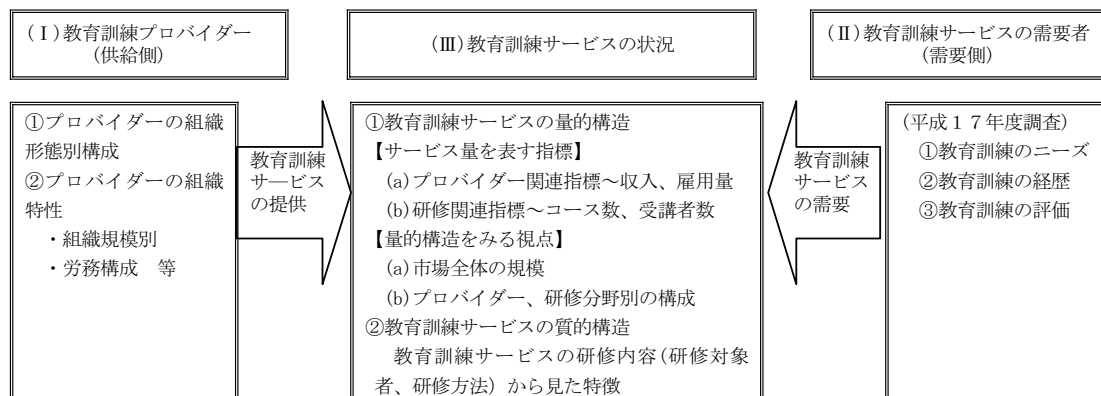 (Ⅰ)教育訓練プロバイダー
(供給側)
(Ⅲ)教育訓練サービスの状況
(Ⅱ)教育訓練サービスの需要者
(需要側)
①プロバイダーの組織
形態別構成
②プロバイダーの組織
特性
・組織規模別
・労務構成　等
教育訓練
サービス
の提供
①教育訓練サービスの量的構造
【サービス量を表す指標】
(a)プロバイダー関連指標～収入、雇用量
(b)研修関連指標～コース数、受講者数
【量的構造をみる視点】
(a)市場全体の規模
(b)プロバイダー、研修分野別の構成
②教育訓練サービスの質的構造
教育訓練サービスの研修内容(研修対象
者、研修方法）から見た特徴
教育訓練
サービス
の需要
(平成１７年度調査)
①教育訓練のニーズ
②教育訓練の経歴
③教育訓練の評価